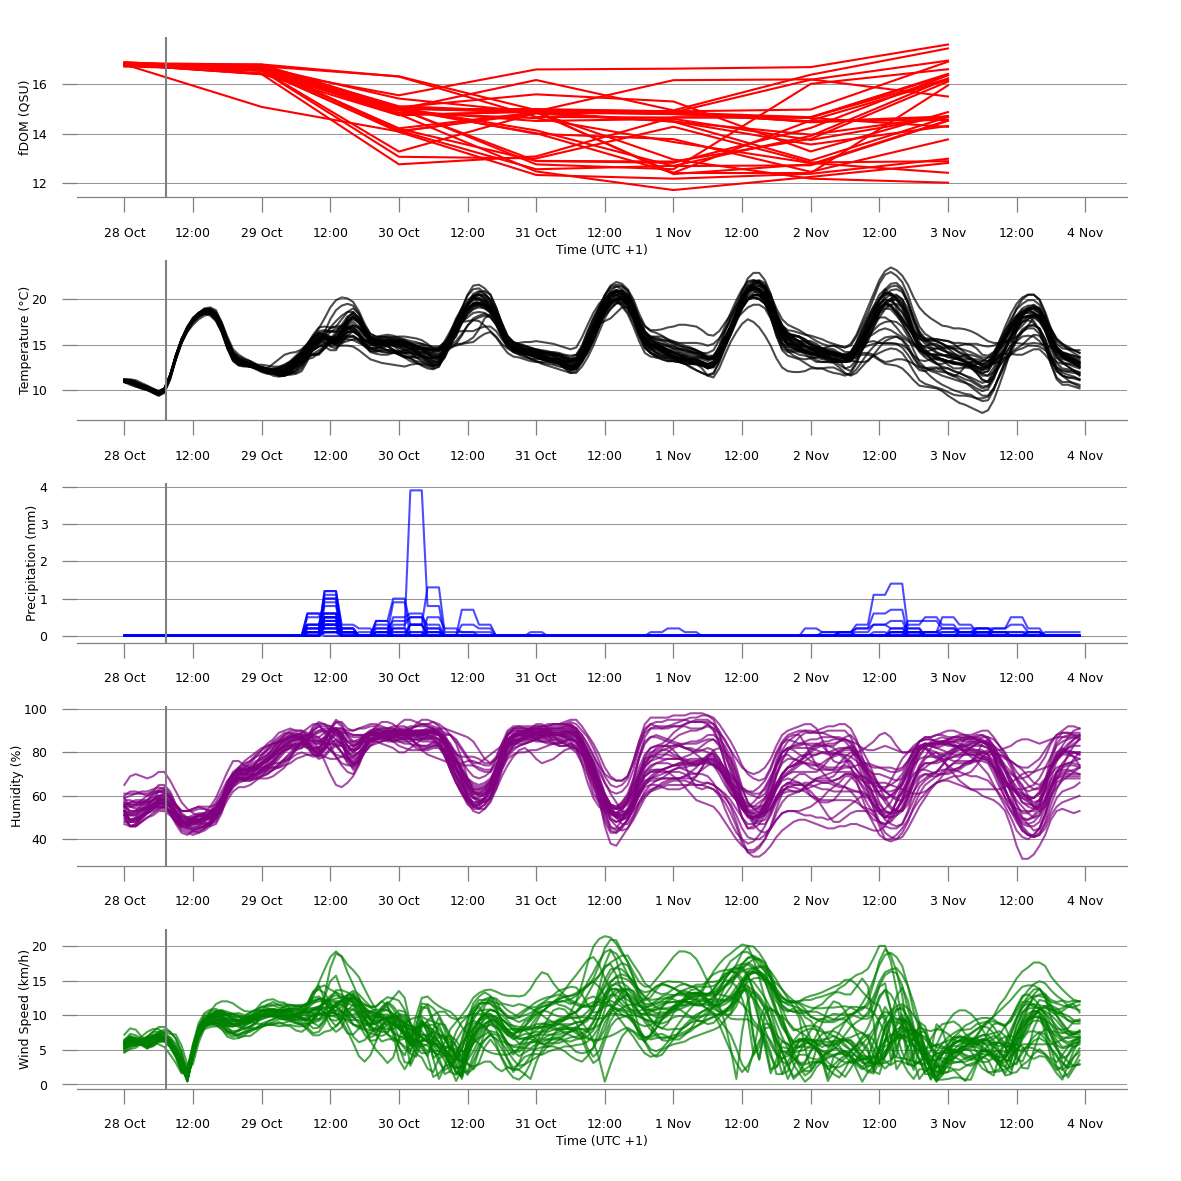 fDOM (QSU)
16
14
12
28 Oct 12:00 29 Oct 12:00 30 Oct 12:00 31 Oct 12:00 1 Nov 12:00 2 Nov 12:00 3 Nov 12:00 4 Nov
Time (UTC +1)
Temperature (°C)
20
15
10
28 Oct 12:00 29 Oct 12:00 30 Oct 12:00 31 Oct 12:00 1 Nov 12:00 2 Nov 12:00 3 Nov 12:00 4 Nov
Precipitation (mm)
4
3
2
1
0
28 Oct 12:00 29 Oct 12:00 30 Oct 12:00 31 Oct 12:00 1 Nov 12:00 2 Nov 12:00 3 Nov 12:00 4 Nov
Humidity (%)
100
80
60
40
28 Oct 12:00 29 Oct 12:00 30 Oct 12:00 31 Oct 12:00 1 Nov 12:00 2 Nov 12:00 3 Nov 12:00 4 Nov
Wind Speed (km/h)
20
15
10
5
0
28 Oct 12:00 29 Oct 12:00 30 Oct 12:00 31 Oct 12:00 1 Nov 12:00 2 Nov 12:00 3 Nov 12:00 4 Nov
Time (UTC +1)